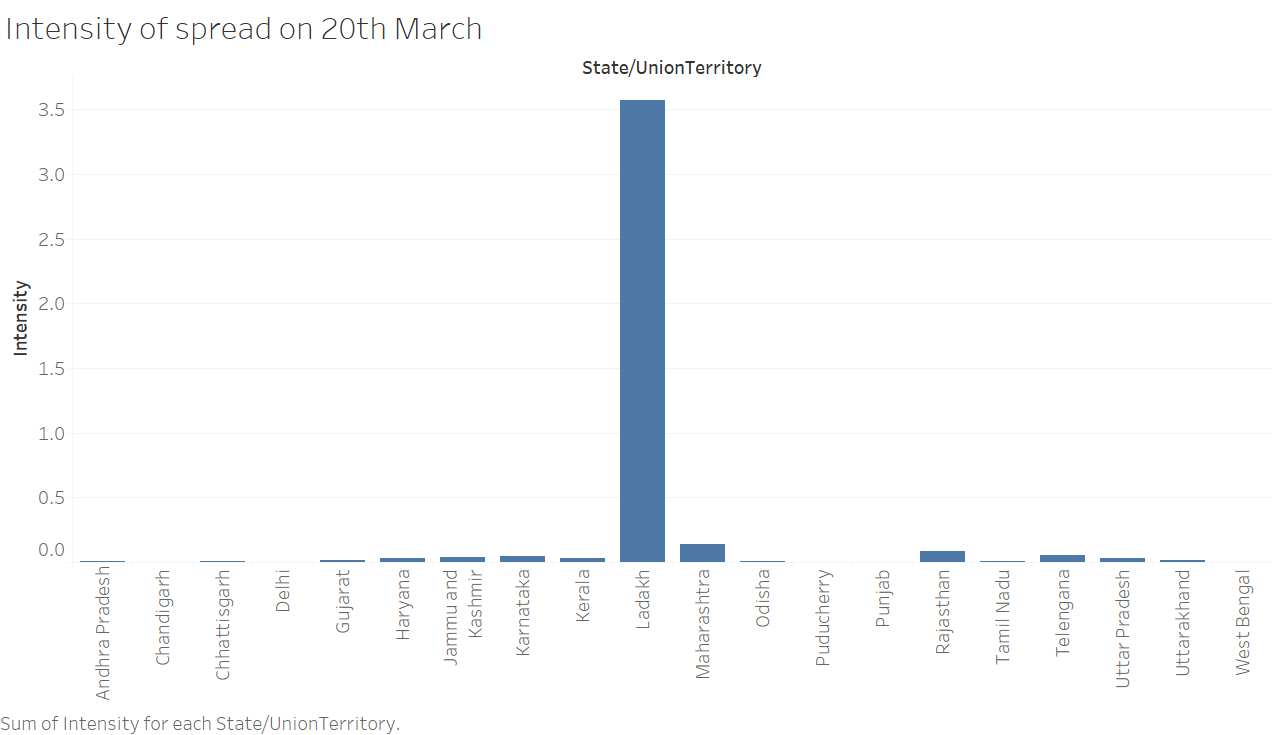 Intensity of spread on 20th March
State/UnionTerritory
Intensity
3.5
3.0
2.5
2.0
1.5
1.0
0.5
0.0
Andhra Pradesh
Chandigarh
Chhattisgarh
Delhi
Gujarat
Haryana
Jammu and
Kashmir
Karnataka
Kerala
Ladakh
Maharashtra
Odisha
Puducherry
Punjab
Rajasthan
Tamil Nadu
Telengana
Uttar Pradesh
Uttarakhand
West Bengal
Sum of Intensity for each State/UnionTerritory.